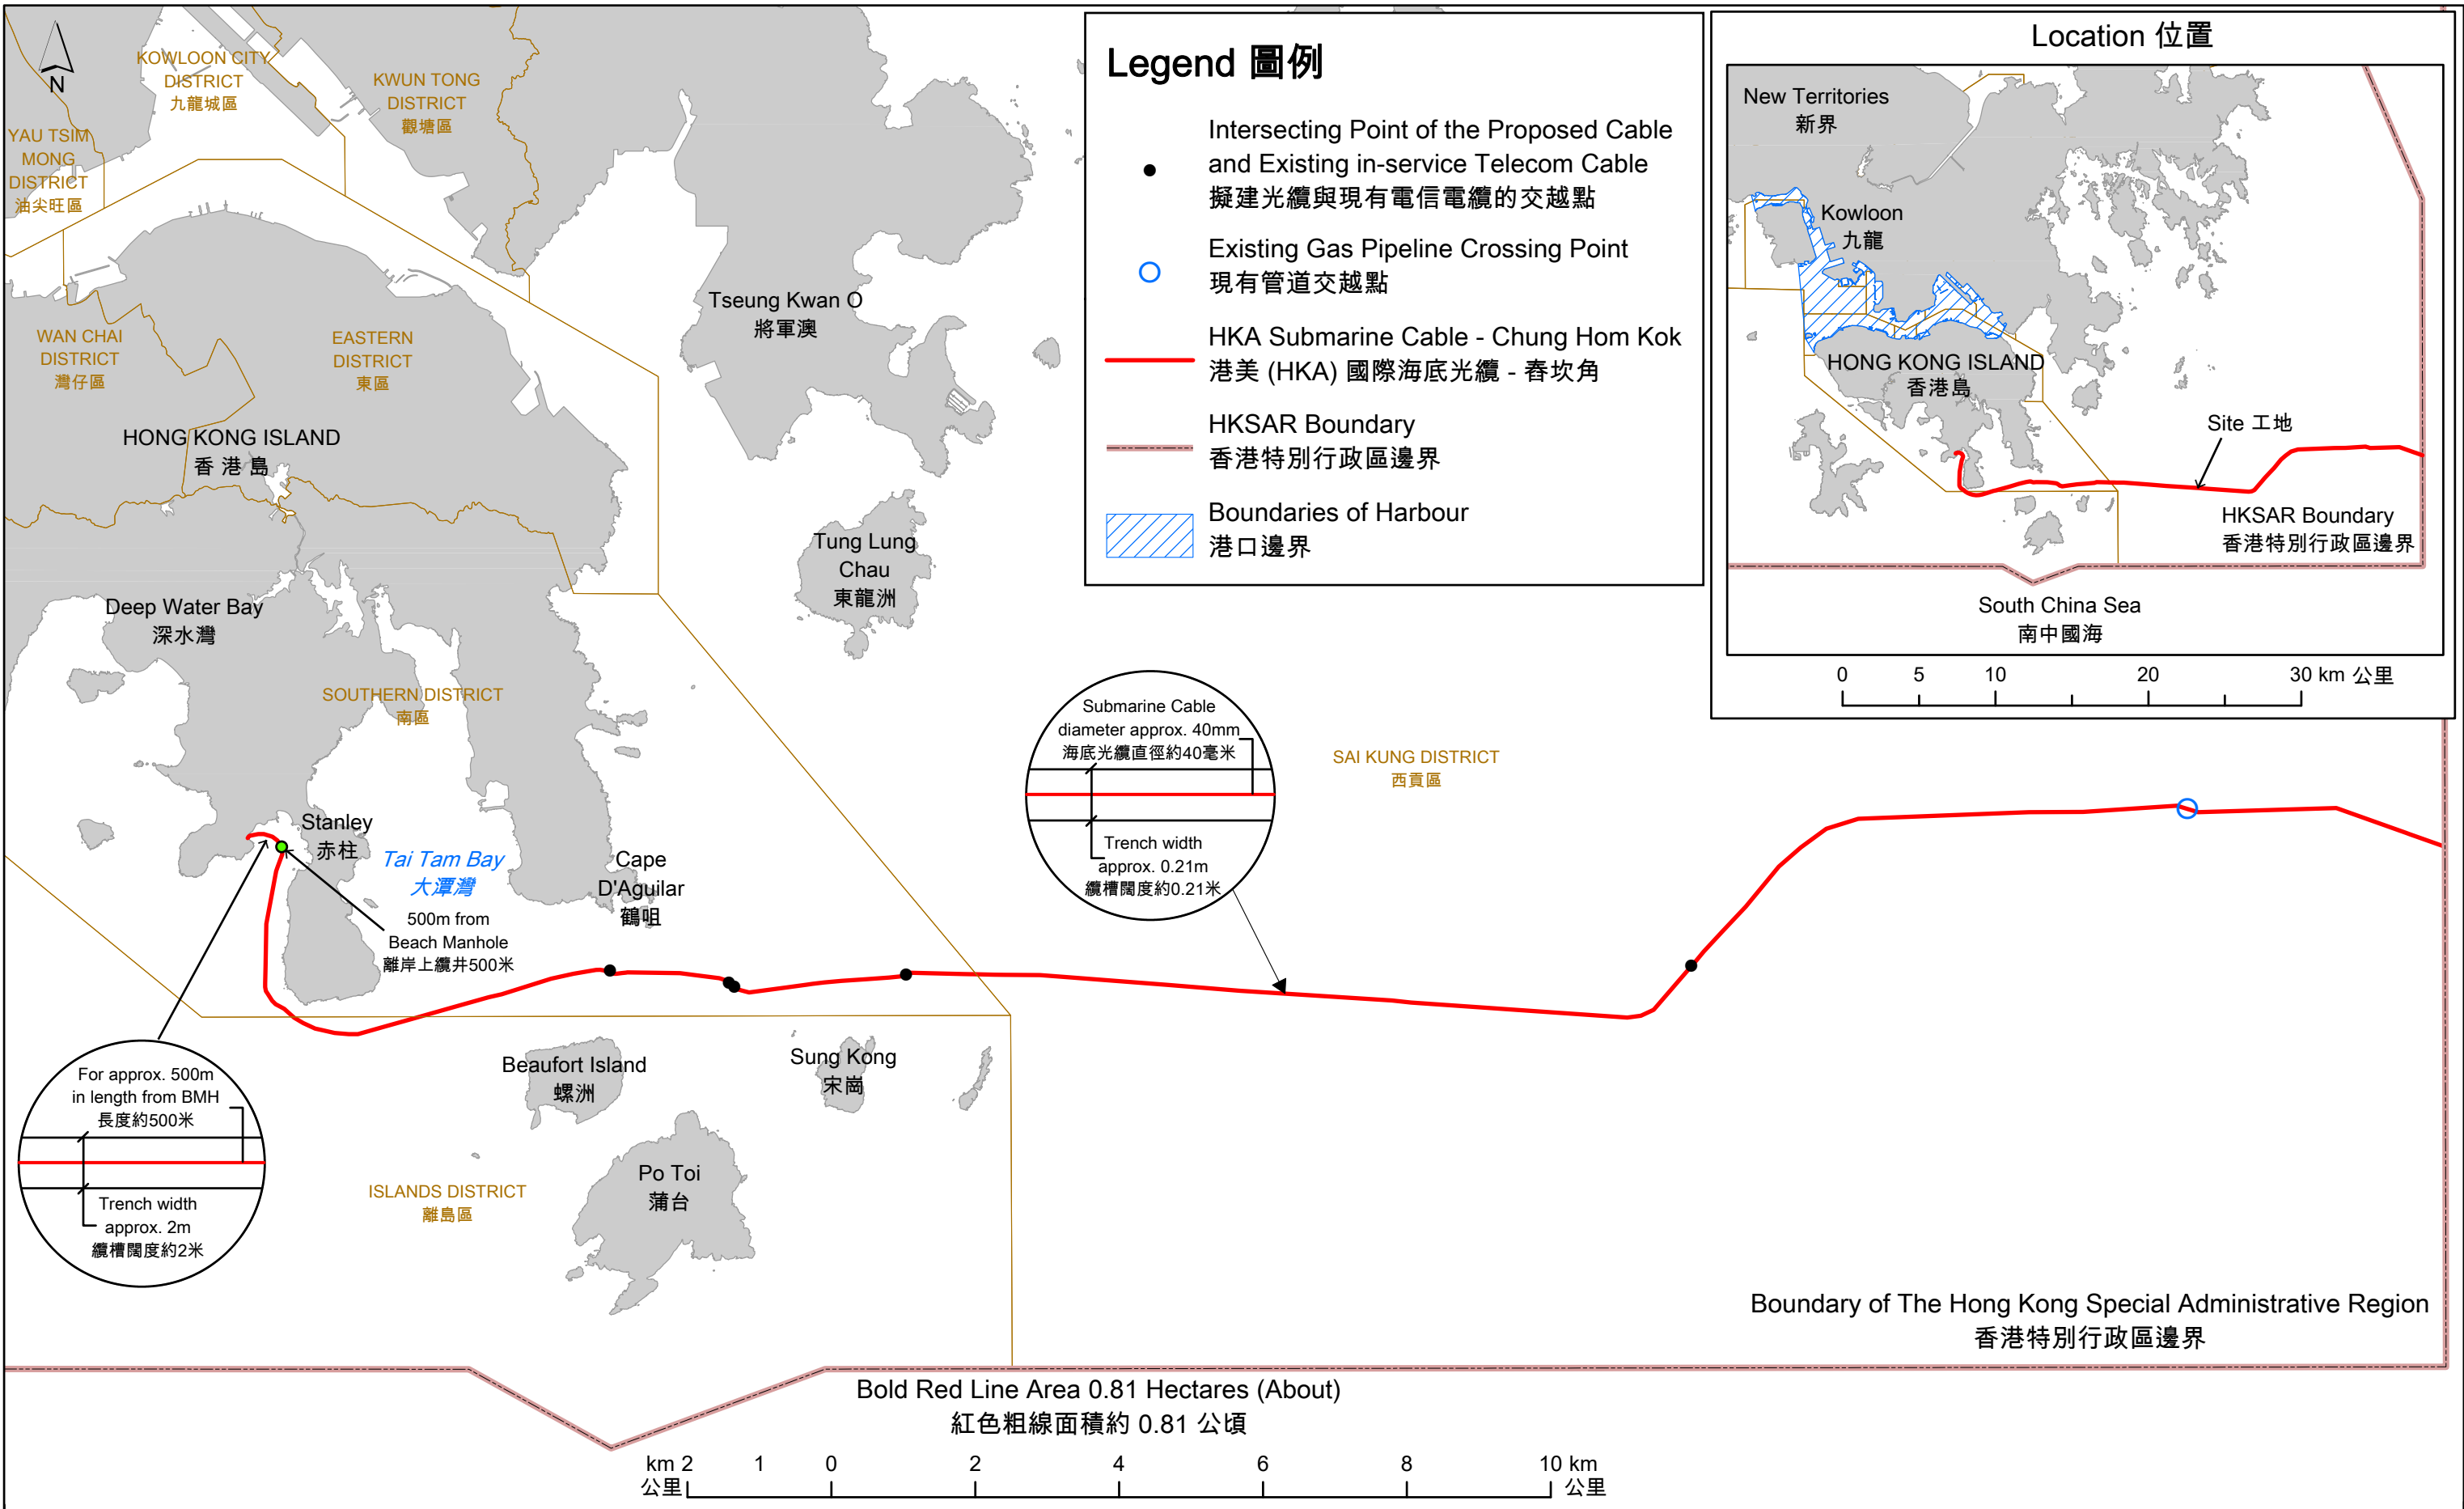 N
KOWLOON CITY
DISTRICT
九龍城區
KWUN TONG
DISTRICT
觀塘區
YAU TSIM
MONG
DISTRICT
油尖旺區
WAN CHAI
DISTRICT
灣仔區
EASTERN
DISTRICT
東區
HONG KONG ISLAND
香港島
Tseung Kwan O
將軍澳
Tung Lung
Chau
東龍洲
Deep Water Bay
深水灣
SOUTHERN DISTRICT
南區
Stanley
赤柱
Tai Tam Bay
大潭灣
500m from
Beach Manhole
離岸上纜井500米
Cape
D'Aguilar
鶴咀
Submarine Cable
diameter approx. 40mm
海底光纜直徑約40毫米
Trench width
approx. 0.21m
纜槽闊度約0.21米
SAI KUNG DISTRICT
西貢區
For approx. 500m
in length from BMH
長度約500米
Trench width
approx. 2m
纜槽闊度約2米
Beaufort Island
螺洲
Sung Kong
宋崗
Po Toi
蒲台
ISLANDS DISTRICT
離島區
Boundary of The Hong Kong Special Administrative Region
香港特別行政區邊界
Bold Red Line Area 0.81 Hectares (About)
紅色粗線面積約 0.81 公頃
km 2 1 0 2 4 6 8 10 km
公里 公里
Legend 圖例
Intersecting Point of the Proposed Cable
and Existing in-service Telecom Cable
擬建光纜與現有電信電纜的交越點
Existing Gas Pipeline Crossing Point
現有管道交越點
HKA Submarine Cable - Chung Hom Kok
港美 (HKA) 國際海底光纜 - 舂坎角
HKSAR Boundary
香港特別行政區邊界
Boundaries of Harbour
港口邊界
Location 位置
New Territories
新界
Kowloon
九龍
HONG KONG ISLAND
香港島
Site 工地
HKSAR Boundary
香港特別行政區邊界
South China Sea
南中國海
0 5 10 20 30 km 公里